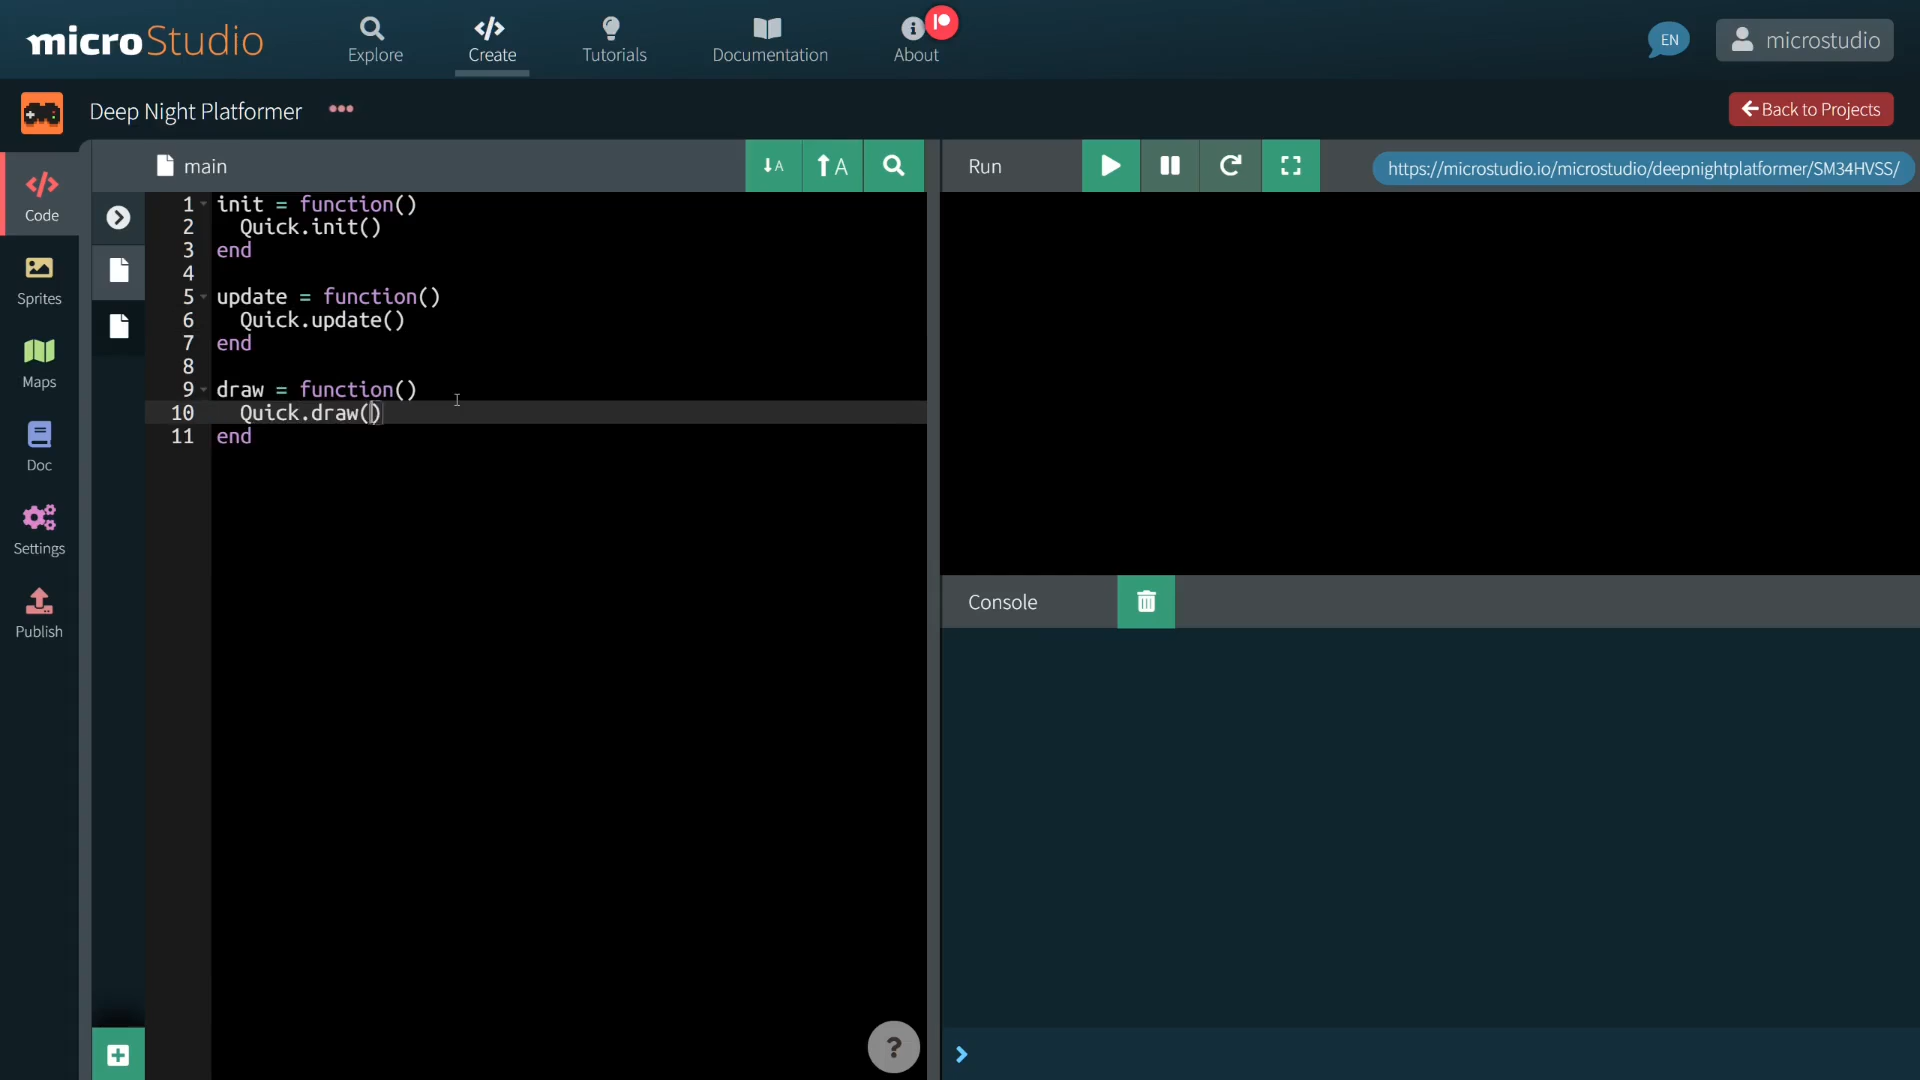 microStudio
Explore
Create
Tutorials
Documentation
About
EN
microstudio
Deep Night Platformer
Back to Projects
Code
Sprites
Maps
Doc
Settings
Publish
main
A
A
1 init = function()
2 Quick.init()
3 end
4
5 update = function()
6 Quick.update()
7 end
8
9 draw = function()
10 Quick.draw()
11 end
?
Run
https://microstudio.io/microstudio/deepnightplatformer/SM34HVSS/
Console